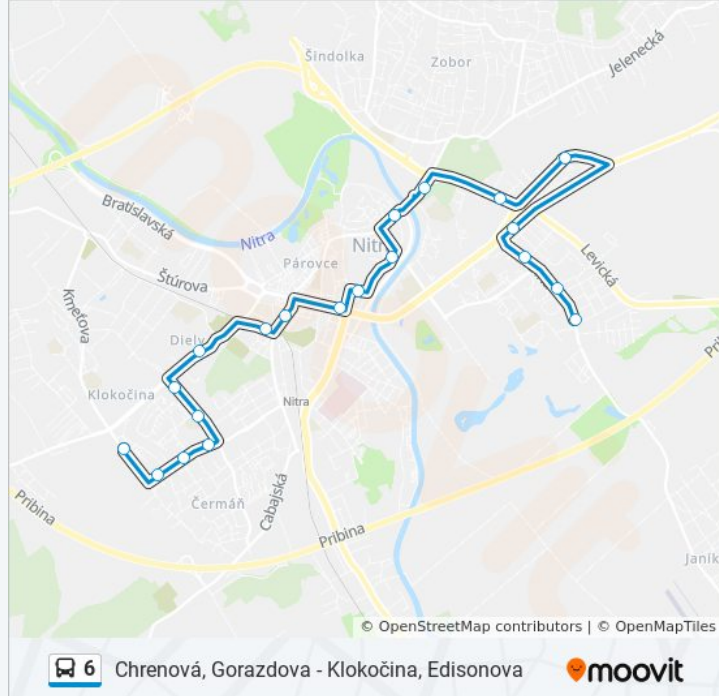 Šindolka
Zobor
Jelenecká
Bratislavská
Nitra
Nitr
Párovce
Levická
Štúrova
Kmeťova
Diely
Klokočina
Nitra
Čermáň
Cabajská
Pribina
Pribina
Janík
© OpenStreetMap contributors | © OpenMapTiles
6 Chrenová, Gorazdova - Klokočina, Edisonova
moovit